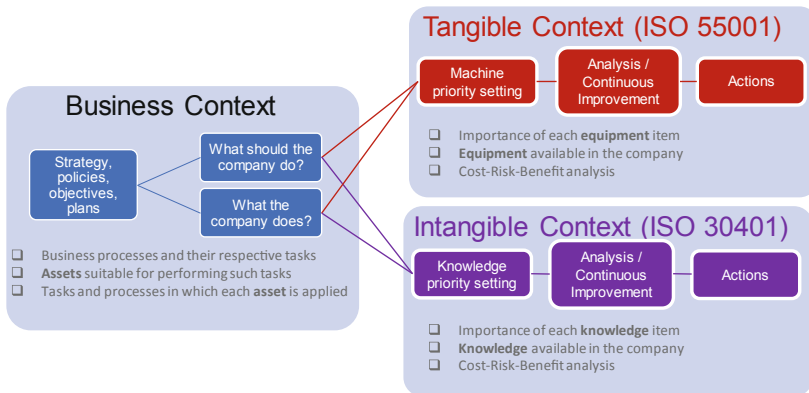 Business Context
Strategy,
policies,
objectives,
plans
What should the
company do?
What the
company does?
❑ Business processes and their respective tasks
❑ Assets suitable for performing such tasks
❑ Tasks and processes in which each asset is applied
Tangible Context (ISO 55001)
Machine
priority setting
Analysis /
Continuous
Improvement
Actions
❑ Importance of each equipment item
❑ Equipment available in the company
❑ Cost-Risk-Benefit analysis
Intangible Context (ISO 30401)
Knowledge
priority setting
Analysis /
Continuous
Improvement
Actions
❑ Importance of each knowledge item
❑ Knowledge available in the company
❑ Cost-Risk-Benefit analysis